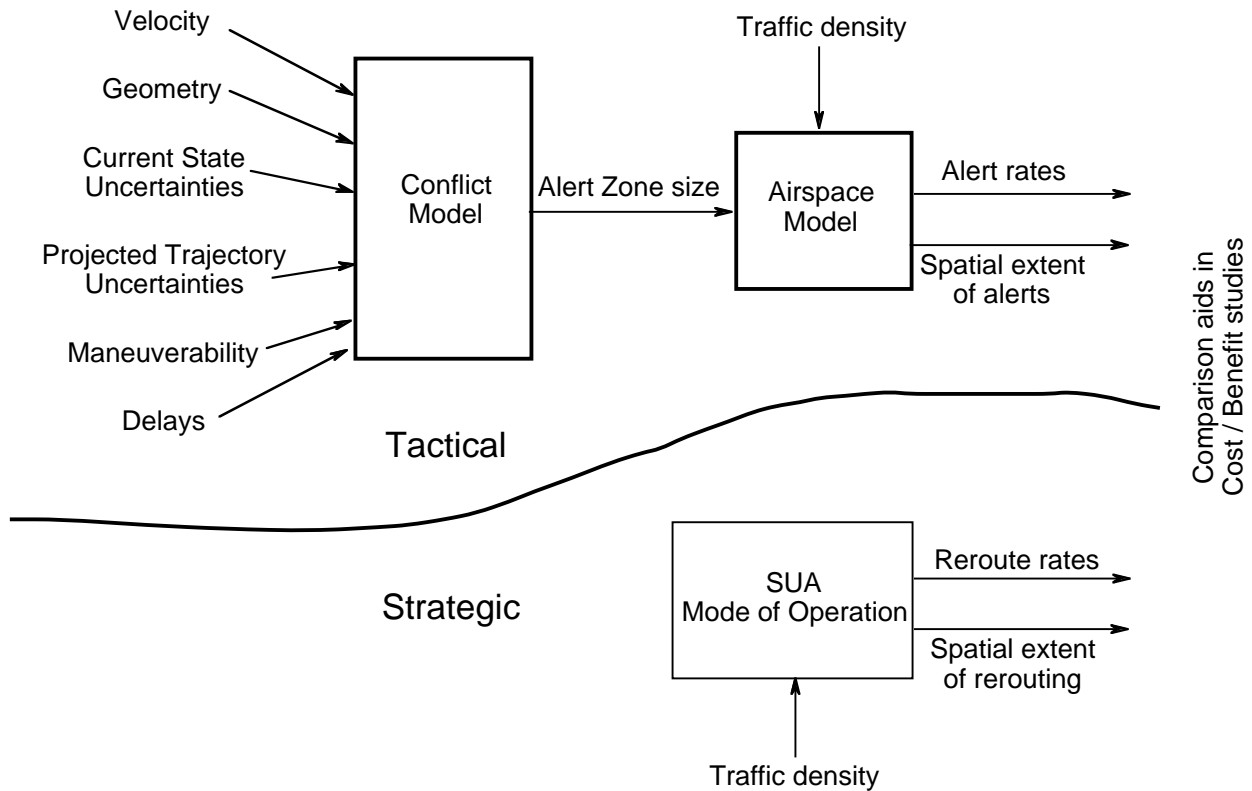 Velocity
Geometry
Current State
Uncertainties
Projected Trajectory
Uncertainties
Maneuverability
Delays
Conflict
Model
Alert Zone size
Traffic density
Airspace
Model
Alert rates
Spatial extent
of alerts
Tactical
Strategic
SUA
Mode of Operation
Reroute rates
Spatial extent
of rerouting
Traffic density
Comparison aids in
Cost / Benefit studies